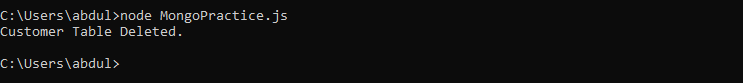 C:\Users\abdul>node MongoPractice.js
Customer Table Deleted.
C:\Users\abdul>